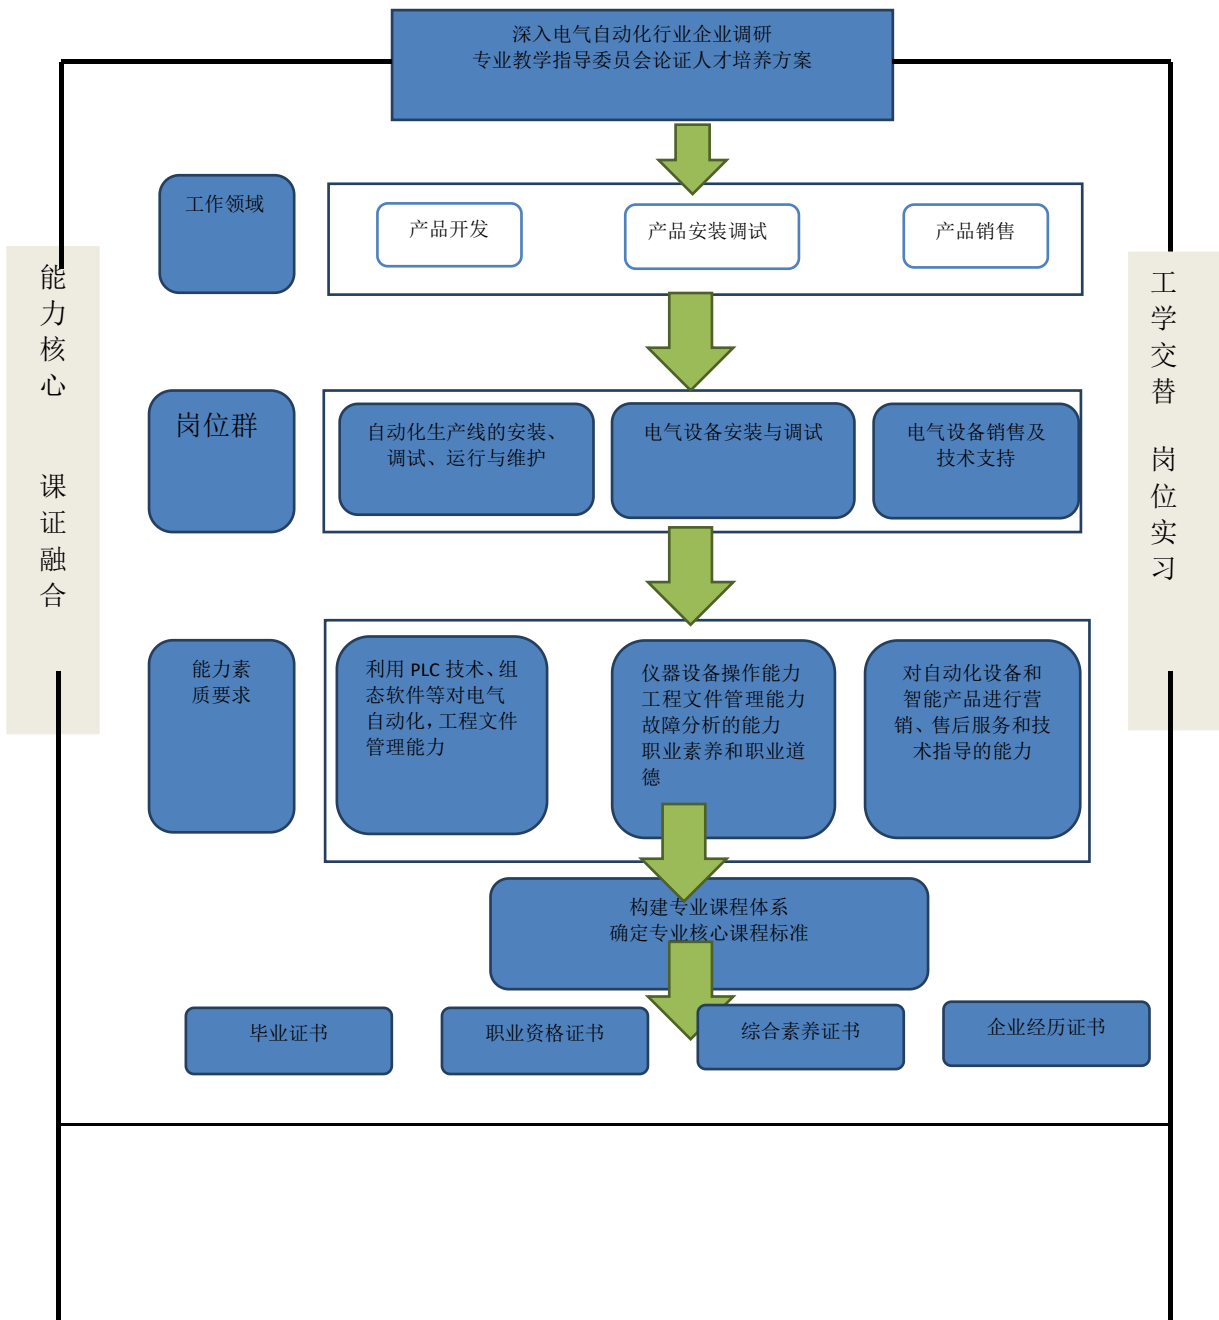 深入电气自动化行业企业调研
专业教学指导委员会论证人才培养方案
工作领域
产品开发
产品安装调试
产品销售
能
力
核
心
课
证
融
合
工
学
交
替
岗
位
实
习
岗位群
自动化生产线的安装、
调试、运行与维护
电气设备安装与调试
电气设备销售及
技术支持
能力素
质要求
利用 PLC 技术、组
态软件等对电气
自动化，工程文件
管理能力
仪器设备操作能力
工程文件管理能力
故障分析的能力
职业素养和职业道
德
对自动化设备和
智能产品进行营
销、售后服务和技
术指导的能力
构建专业课程体系
确定专业核心课程标准
毕业证书
职业资格证书
综合素养证书
企业经历证书